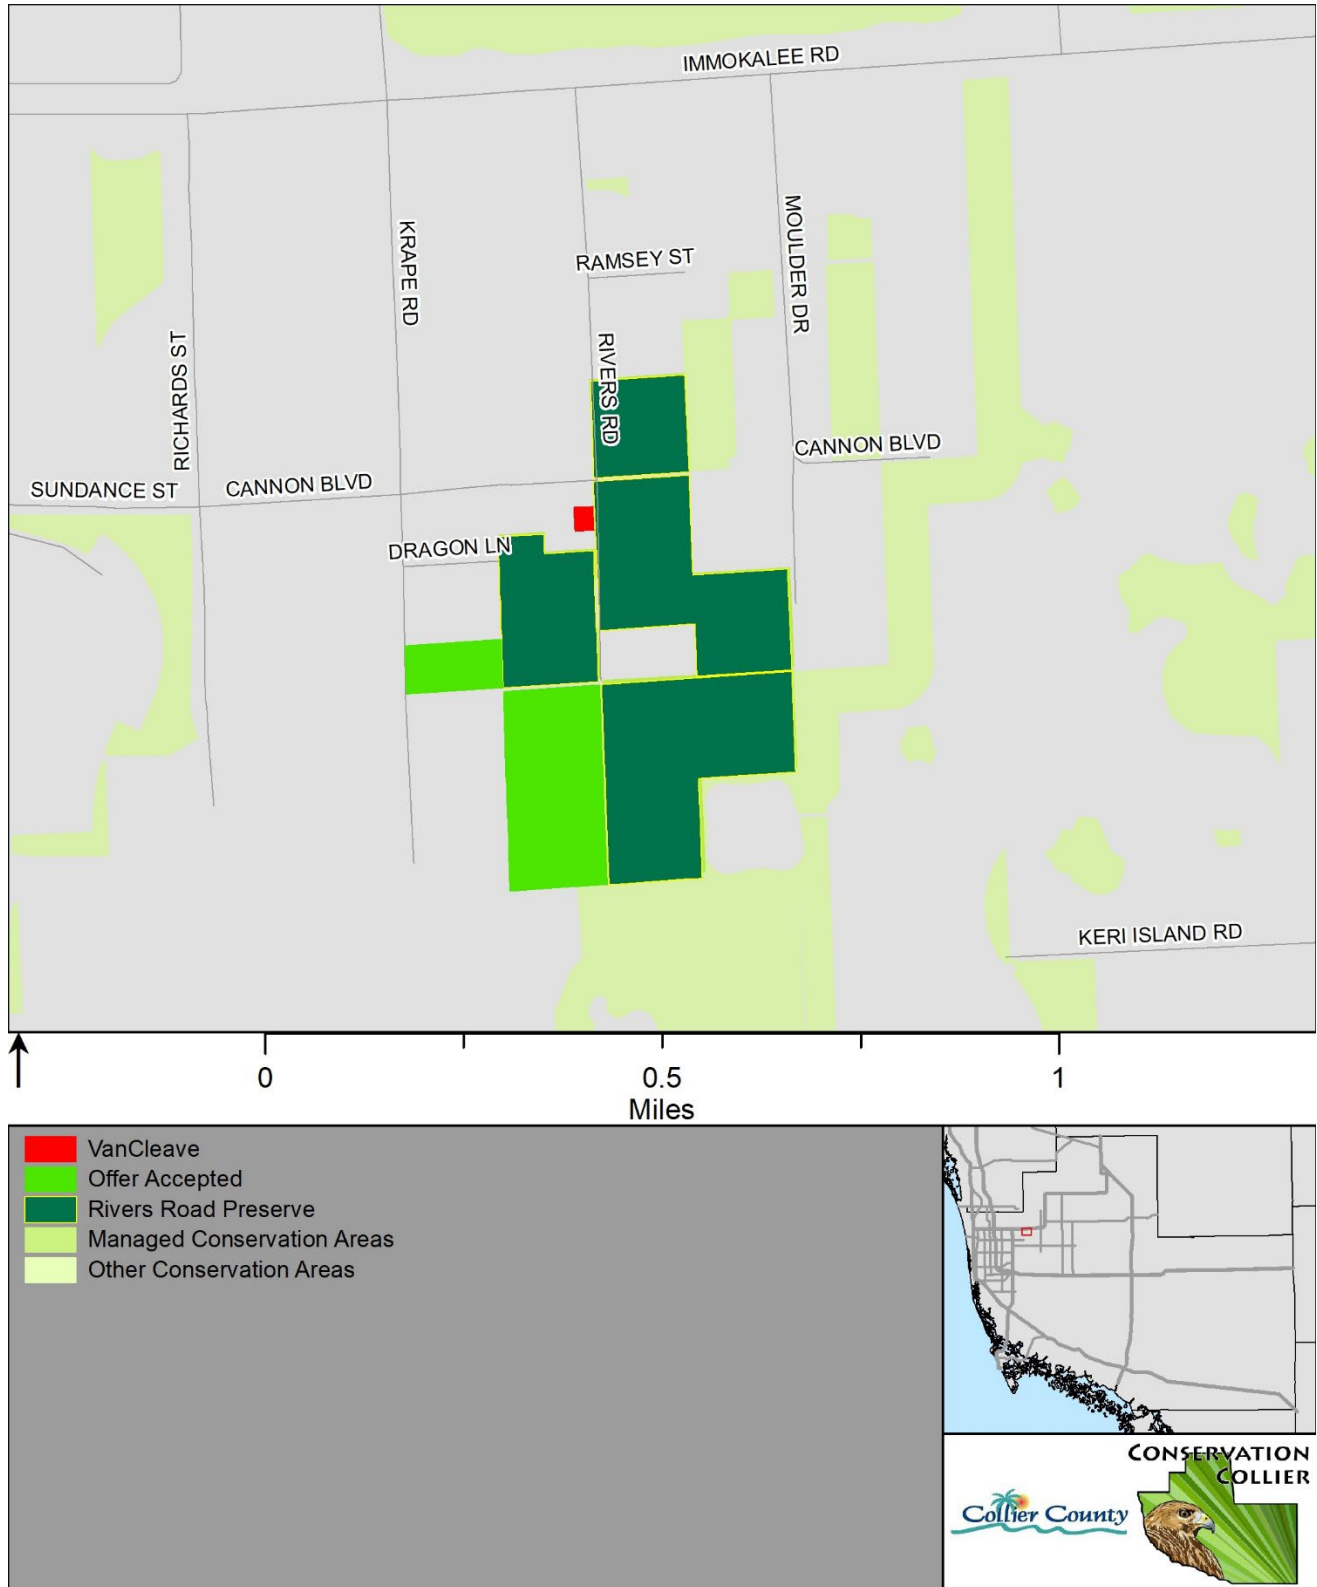 IMMOKALEE RD
KRAPE RD
MOULDER DR
RAMSEY ST
RICHARDS ST
RIVERS RD
CANNON BLVD
SUNDANCE ST
CANNON BLVD
DRAGON LN
KERI ISLAND RD
0
0.5
1
Miles
VanCleave
Offer Accepted
Rivers Road Preserve
Managed Conservation Areas
Other Conservation Areas
CONSERVATION
COLLIER
Collier County